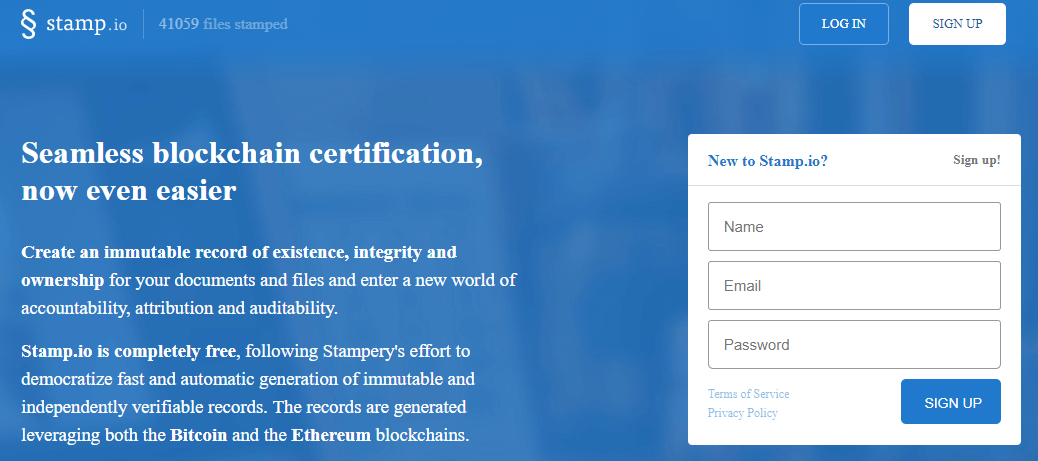 § stamp.io 41059 files stamped LOG IN SIGN UP
Seamless blockchain certification,
now even easier
Create an immutable record of existence, integrity and
ownership for your documents and files and enter a new world of
accountability, attribution and auditability.
Stamp.io is completely free, following Stampery's effort to
democratize fast and automatic generation of immutable and
independently verifiable records. The records are generated
leveraging both the Bitcoin and the Ethereum blockchains.
New to Stamp.io? Sign up!
Name
Email
Password
Terms of Service
Privacy Policy
SIGN UP